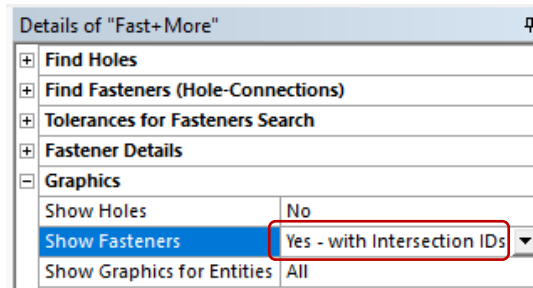 Details of "Fast+More"
Find Holes
Find Fasteners (Hole-Connections)
Tolerances for Fasteners Search
Fastener Details
Graphics
Show Holes No
Show Fasteners Yes - with Intersection IDs
Show Graphics for Entities All